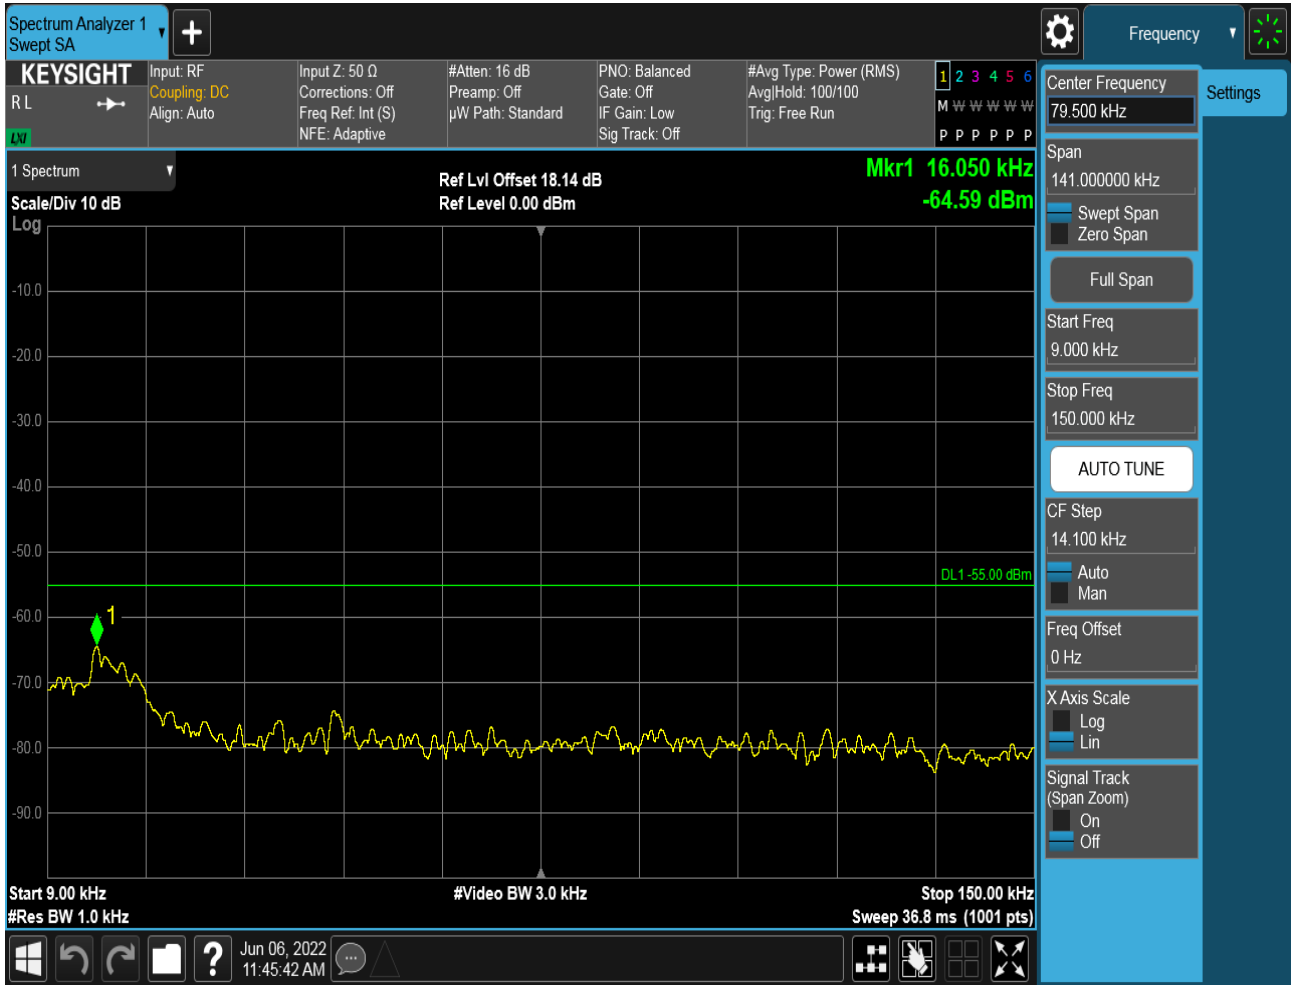 Spectrum Analyzer 1
Swept SA
Frequency
KEYSIGHT
R L
LXI
Input: RF
Coupling: DC
Align: Auto
Input Z: 50 Ω
Corrections: Off
Freq Ref: Int (S)
NFE: Adaptive
#Atten: 16 dB
Preamp: Off
µW Path: Standard
PNO: Balanced
Gate: Off
IF Gain: Low
Sig Track: Off
#Avg Type: Power (RMS)
Avg|Hold: 100/100
Trig: Free Run
1 2 3 4 5 6
M W W W W W
P P P P P P
1 Spectrum
Scale/Div 10 dB
Log
Ref Lvl Offset 18.14 dB
Ref Level 0.00 dBm
Mkr1 16.050 kHz
-64.59 dBm
-10.0
-20.0
-30.0
-40.0
-50.0
DL1 -55.00 dBm
-60.0
1
-70.0
-80.0
-90.0
Start 9.00 kHz
#Res BW 1.0 kHz
#Video BW 3.0 kHz
Stop 150.00 kHz
Sweep 36.8 ms (1001 pts)
Center Frequency
79.500 kHz
Settings
Span
141.000000 kHz
Swept Span
Zero Span
Full Span
Start Freq
9.000 kHz
Stop Freq
150.000 kHz
AUTO TUNE
CF Step
14.100 kHz
Auto
Man
Freq Offset
0 Hz
X Axis Scale
Log
Lin
Signal Track
(Span Zoom)
On
Off
?
Jun 06, 2022
11:45:42 AM